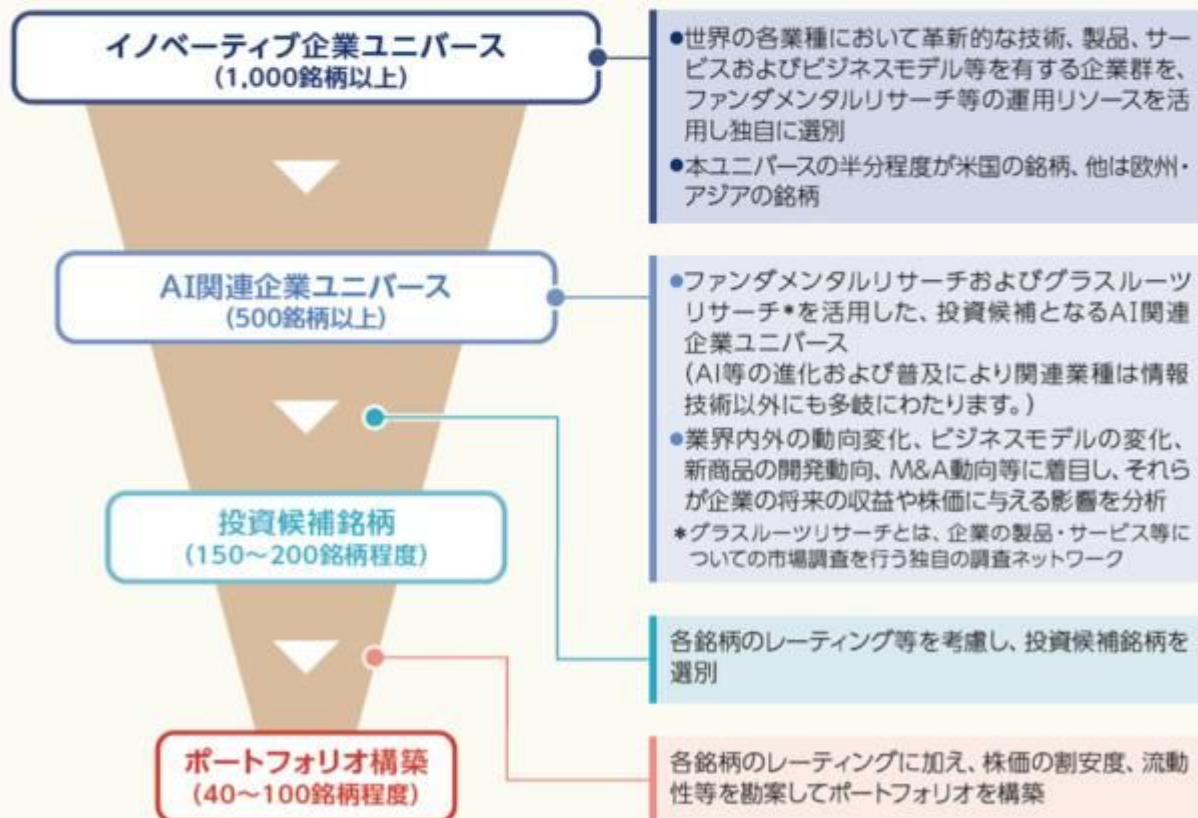 イノベーティブ企業ユニバース
(1,000銘柄以上)
●世界の各業種において革新的な技術、製品、サー
ビスおよびビジネスモデル等を有する企業群を、
ファンダメンタルリサーチ等の運用リソースを活
用し独自に選別
●本ユニバースの半分程度が米国の銘柄、他は欧州・
アジアの銘柄
AI関連企業ユニバース
(500銘柄以上)
●ファンダメンタルリサーチおよびグラスルーツ
リサーチ*を活用した、投資候補となるAI関連
企業ユニバース
(AI等の進化および普及により関連業種は情報
技術以外にも多岐にわたります。)
●業界内外の動向変化、ビジネスモデルの変化、
新商品の開発動向、M&A動向等に着目し、それら
が企業の将来の収益や株価に与える影響を分析
*グラスルーツリサーチとは、企業の製品・サービス等に
ついての市場調査を行う独自の調査ネットワーク
投資候補銘柄
(150〜200銘柄程度)
各銘柄のレーティング等を考慮し、投資候補銘柄を
選別
ポートフォリオ構築
(40〜100銘柄程度)
各銘柄のレーティングに加え、株価の割安度、流動
性等を勘案してポートフォリオを構築